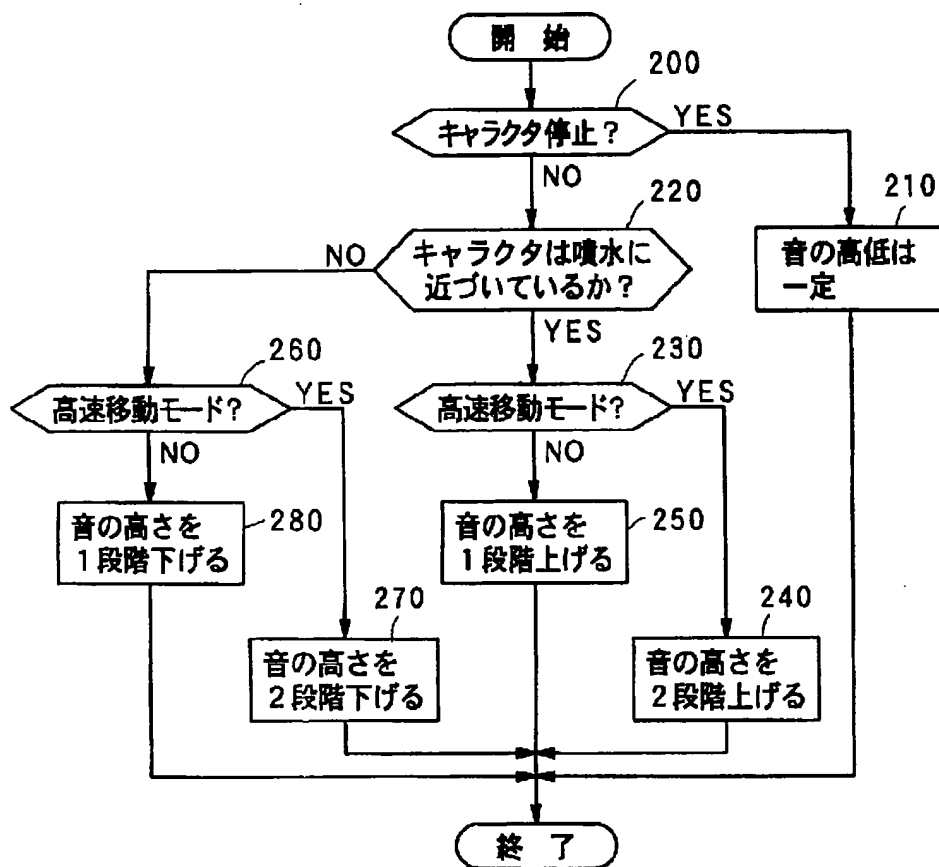 開 始
200
キャラクタ停止?
YES
NO
210
音の高低は
一定
220
キャラクタは噴水に
近づいているか?
NO
YES
260
高速移動モード?
YES
NO
230
高速移動モード?
YES
NO
音の高さを
1段階下げる
280
音の高さを
1段階上げる
250
270
音の高さを
2段階下げる
240
音の高さを
2段階上げる
終 了